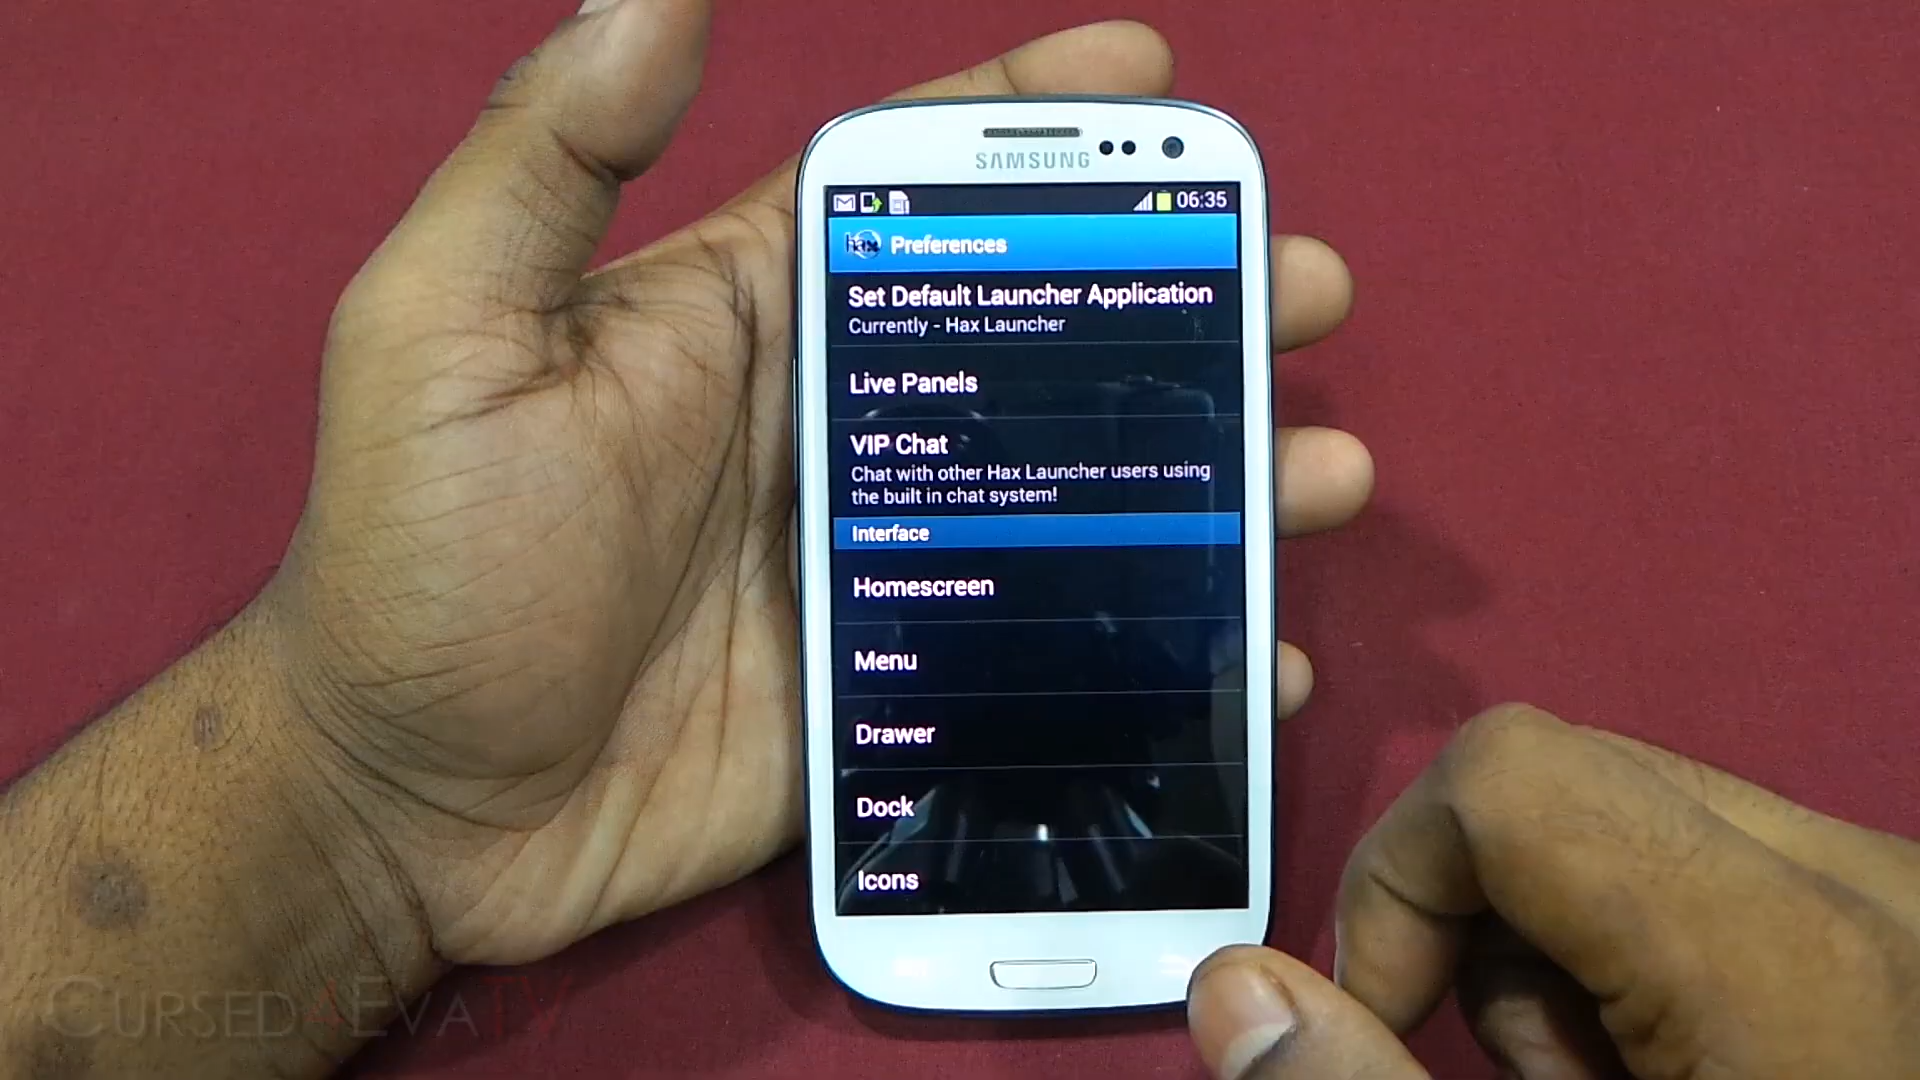 SAMSUNG
06:35
hax Preferences
Set Default Launcher Application
Currently - Hax Launcher
Live Panels
VIP Chat
Chat with other Hax Launcher users using
the built in chat system!
Interface
Homescreen
Menu
Drawer
Dock
Icons
CURSED4EVATV